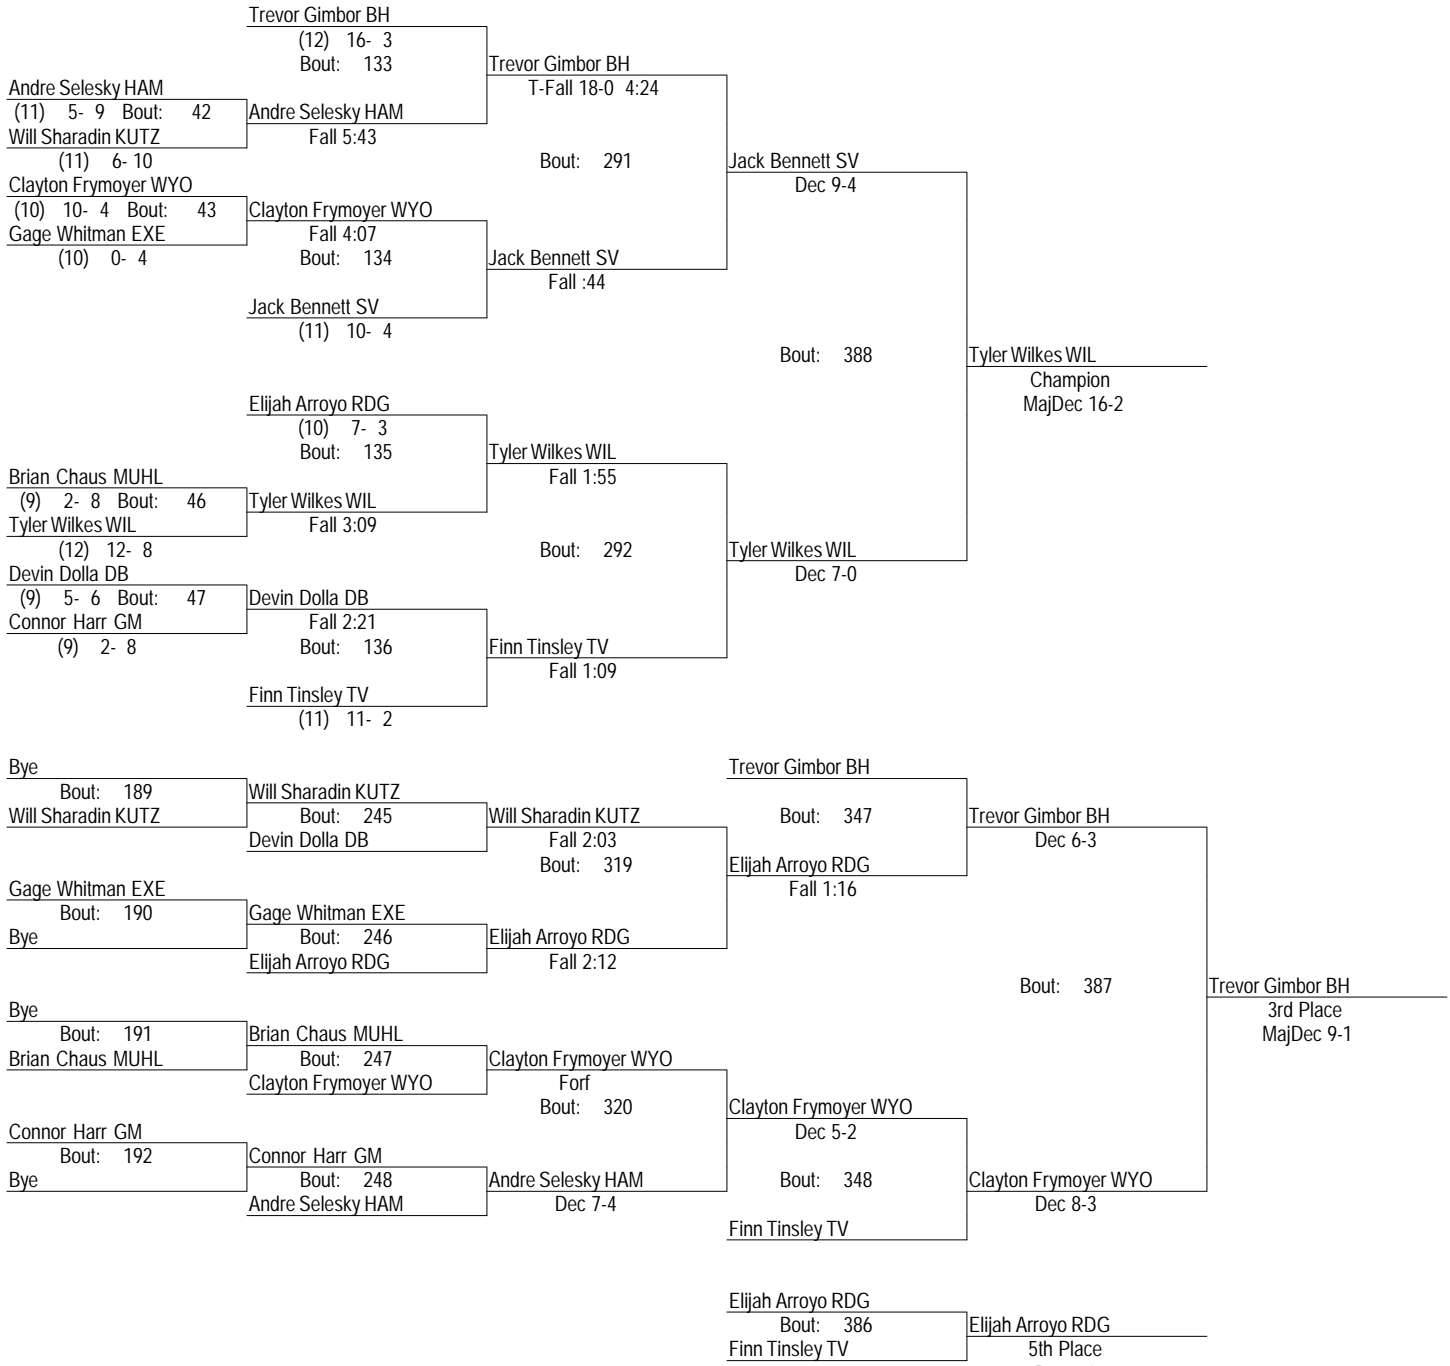 Trevor Gimbor BH
(12) 16- 3
Bout: 133
Trevor Gimbor BH
T-Fall 18-0 4:24
Andre Selesky HAM
(11) 5- 9 Bout: 42
Andre Selesky HAM
Will Sharadin KUTZ
Fall 5:43
(11) 6- 10
Bout: 291
Jack Bennett SV
Dec 9-4
Clayton Frymoyer WYO
(10) 10- 4 Bout: 43
Clayton Frymoyer WYO
Gage Whitman EXE
Fall 4:07
(10) 0- 4
Bout: 134
Jack Bennett SV
Fall :44
Jack Bennett SV
(11) 10- 4
Bout: 388
Tyler Wilkes WIL
Champion
MajDec 16-2
Elijah Arroyo RDG
(10) 7- 3
Bout: 135
Tyler Wilkes WIL
Fall 1:55
Brian Chaus MUHL
(9) 2- 8 Bout: 46
Tyler Wilkes WIL
Tyler Wilkes WIL
Fall 3:09
(12) 12- 8
Bout: 292
Tyler Wilkes WIL
Dec 7-0
Devin Dolla DB
(9) 5- 6 Bout: 47
Devin Dolla DB
Connor Harr GM
Fall 2:21
(9) 2- 8
Bout: 136
Finn Tinsley TV
Fall 1:09
Finn Tinsley TV
(11) 11- 2
Bye
Bout: 189
Will Sharadin KUTZ
Will Sharadin KUTZ
Bout: 245
Devin Dolla DB
Will Sharadin KUTZ
Fall 2:03
Bout: 319
Trevor Gimbor BH
Bout: 347
Elijah Arroyo RDG
Fall 1:16
Trevor Gimbor BH
Dec 6-3
Gage Whitman EXE
Bout: 190
Bye
Gage Whitman EXE
Bout: 246
Elijah Arroyo RDG
Elijah Arroyo RDG
Fall 2:12
Bout: 387
Trevor Gimbor BH
3rd Place
MajDec 9-1
Bye
Bout: 191
Brian Chaus MUHL
Brian Chaus MUHL
Bout: 247
Clayton Frymoyer WYO
Clayton Frymoyer WYO
Forf
Bout: 320
Clayton Frymoyer WYO
Dec 5-2
Connor Harr GM
Bout: 192
Bye
Connor Harr GM
Bout: 248
Andre Selesky HAM
Andre Selesky HAM
Dec 7-4
Bout: 348
Finn Tinsley TV
Clayton Frymoyer WYO
Dec 8-3
Elijah Arroyo RDG
Bout: 386
Finn Tinsley TV
Elijah Arroyo RDG
5th Place